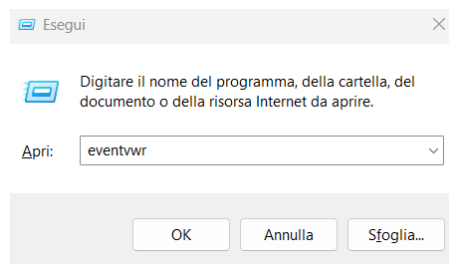 Esegui
Digitare il nome del programma, della cartella, del
documento o della risorsa Internet da aprire.
Apri: eventvwr
OK Annulla Sfoglia...